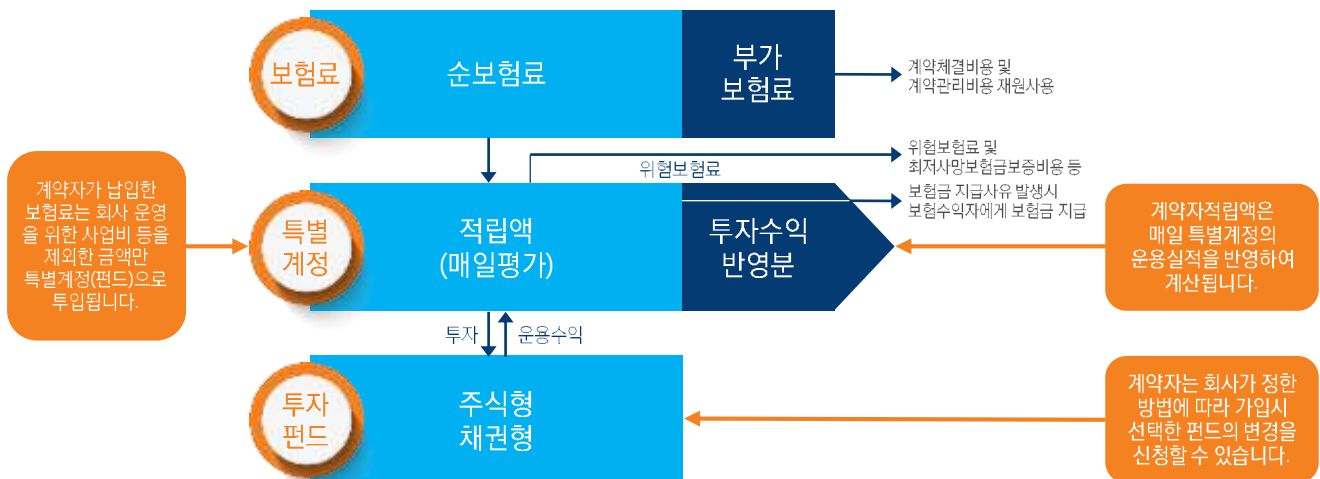 보험료
순보험료
부가
보험료
계약체결비용 및
계약관리비용 재원사용
위험보험료
위험보험료 및
최저사망보험금보증비용 등
보험금 지급사유 발생시
보험수익자에게 보험금 지급
계약자가 납입한
보험료는 회사 운영
을 위한 사업비 등을
제외한 금액만
특별계정(펀드)으로
투입됩니다.
특별
계정
적립액
(매일평가)
투자수익
반영분
계약자적립액은
매일 특별계정의
운용실적을 반영하여
계산됩니다.
투자
운용수익
투자
펀드
주식형
채권형
계약자는 회사가 정한
방법에 따라 가입시
선택한 펀드의 변경을
신청할 수 있습니다.